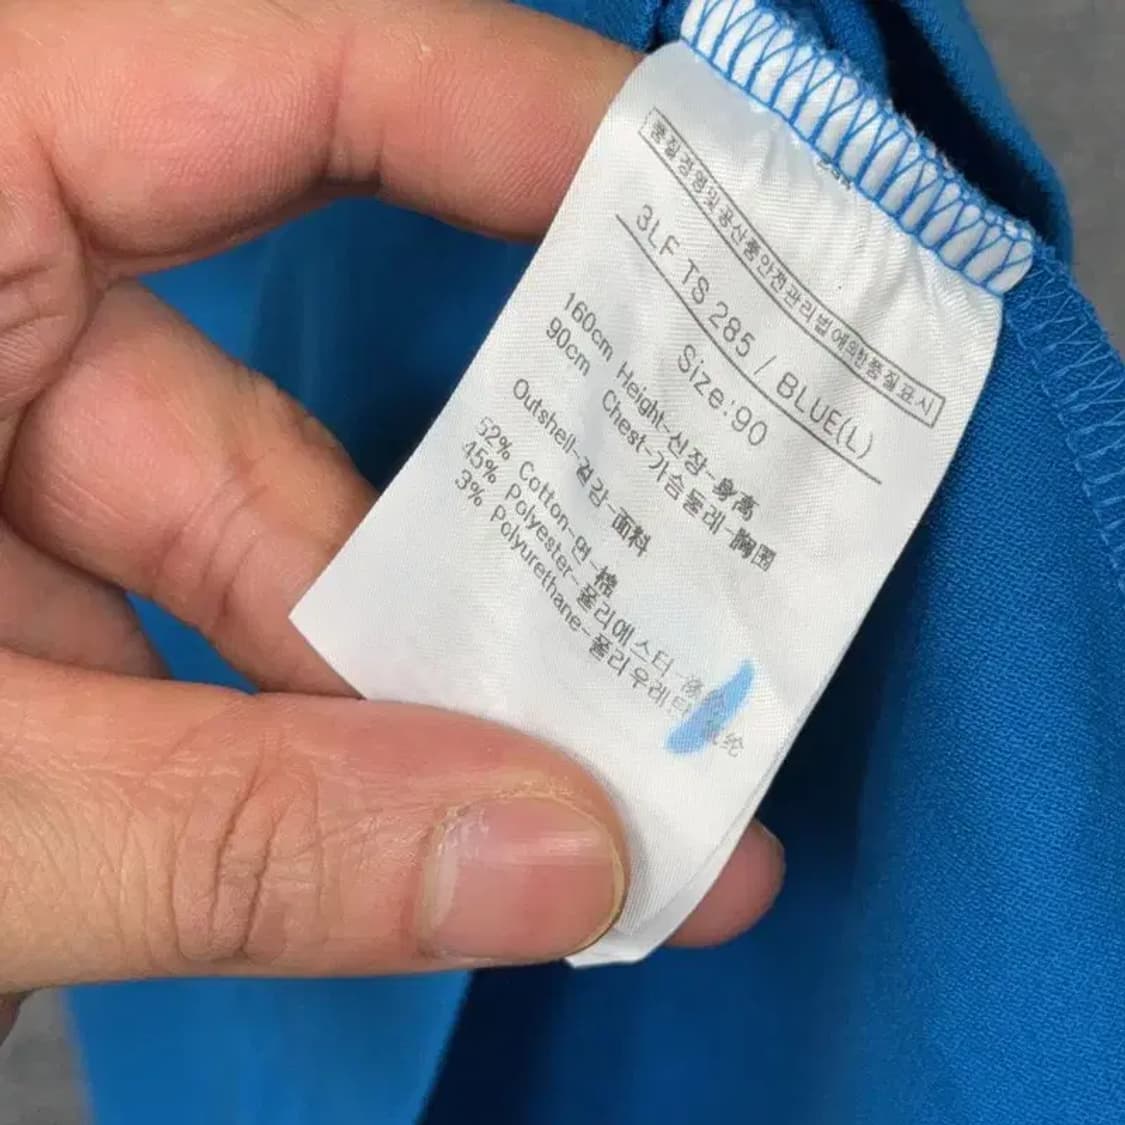 품질경영및공산품안전관리법에의한품질표시
3LF TS 285 / BLUE(L)
Size:90
160cm Height-신장-身高
90cm Chest-가슴둘레-胸围
Outshell-겉감-面料
52% Cotton-면-棉
45% Polyester-폴리에스터-涤
3% Polyurethane-폴리우레탄
纶